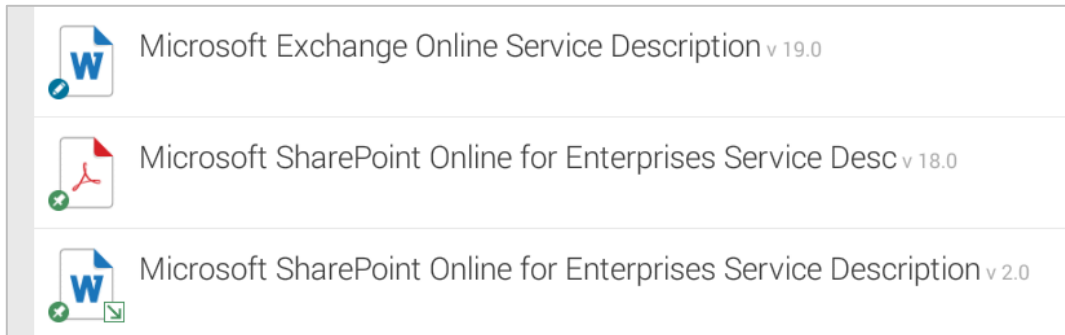 Microsoft Exchange Online Service Description v 19.0
Microsoft SharePoint Online for Enterprises Service Desc v 18.0
Microsoft SharePoint Online for Enterprises Service Description v 2.0